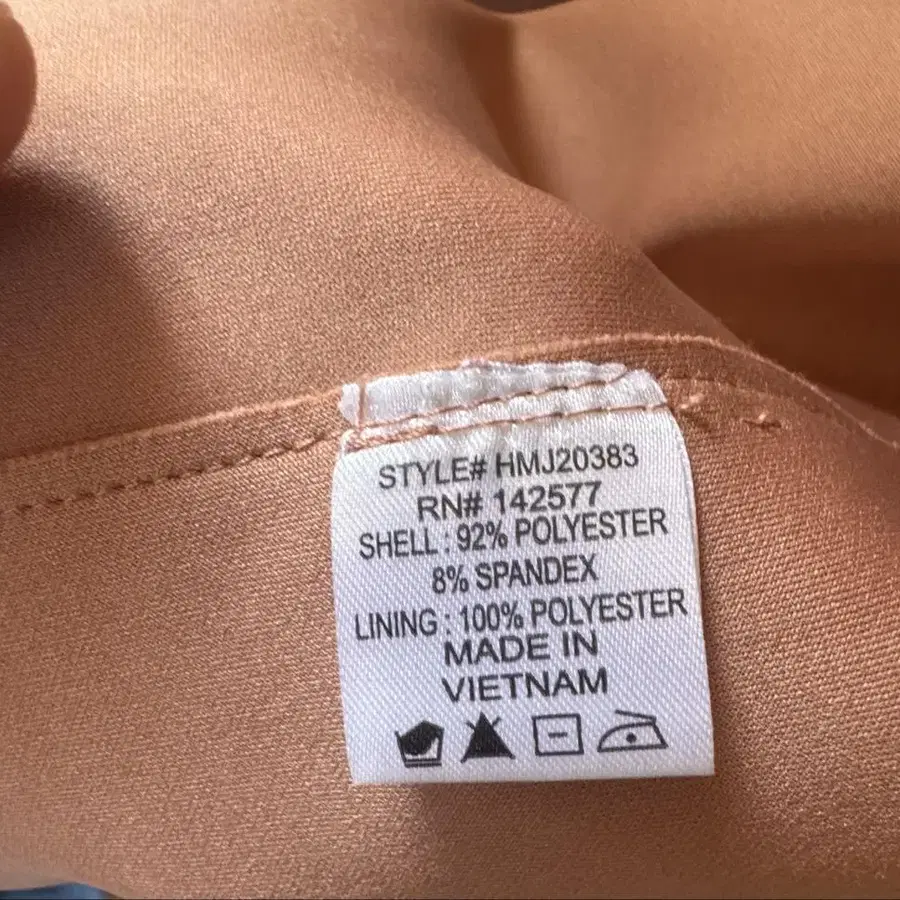 STYLE# HMJ20383
RN# 142577
SHELL : 92% POLYESTER
8% SPANDEX
LINING : 100% POLYESTER
MADE IN
VIETNAM